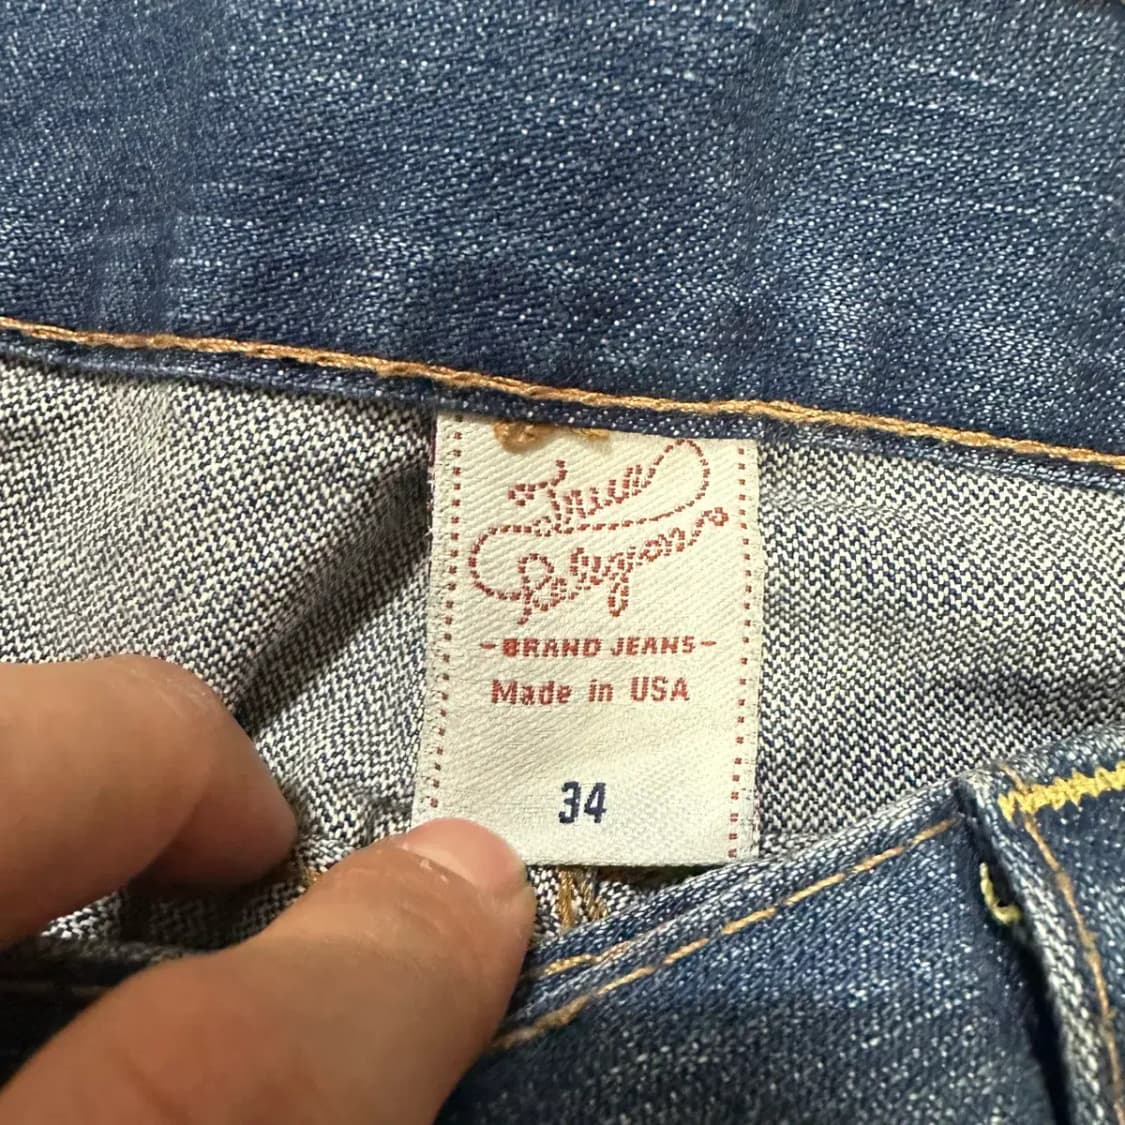 True
Religion
-BRAND JEANS-
Made in USA
34